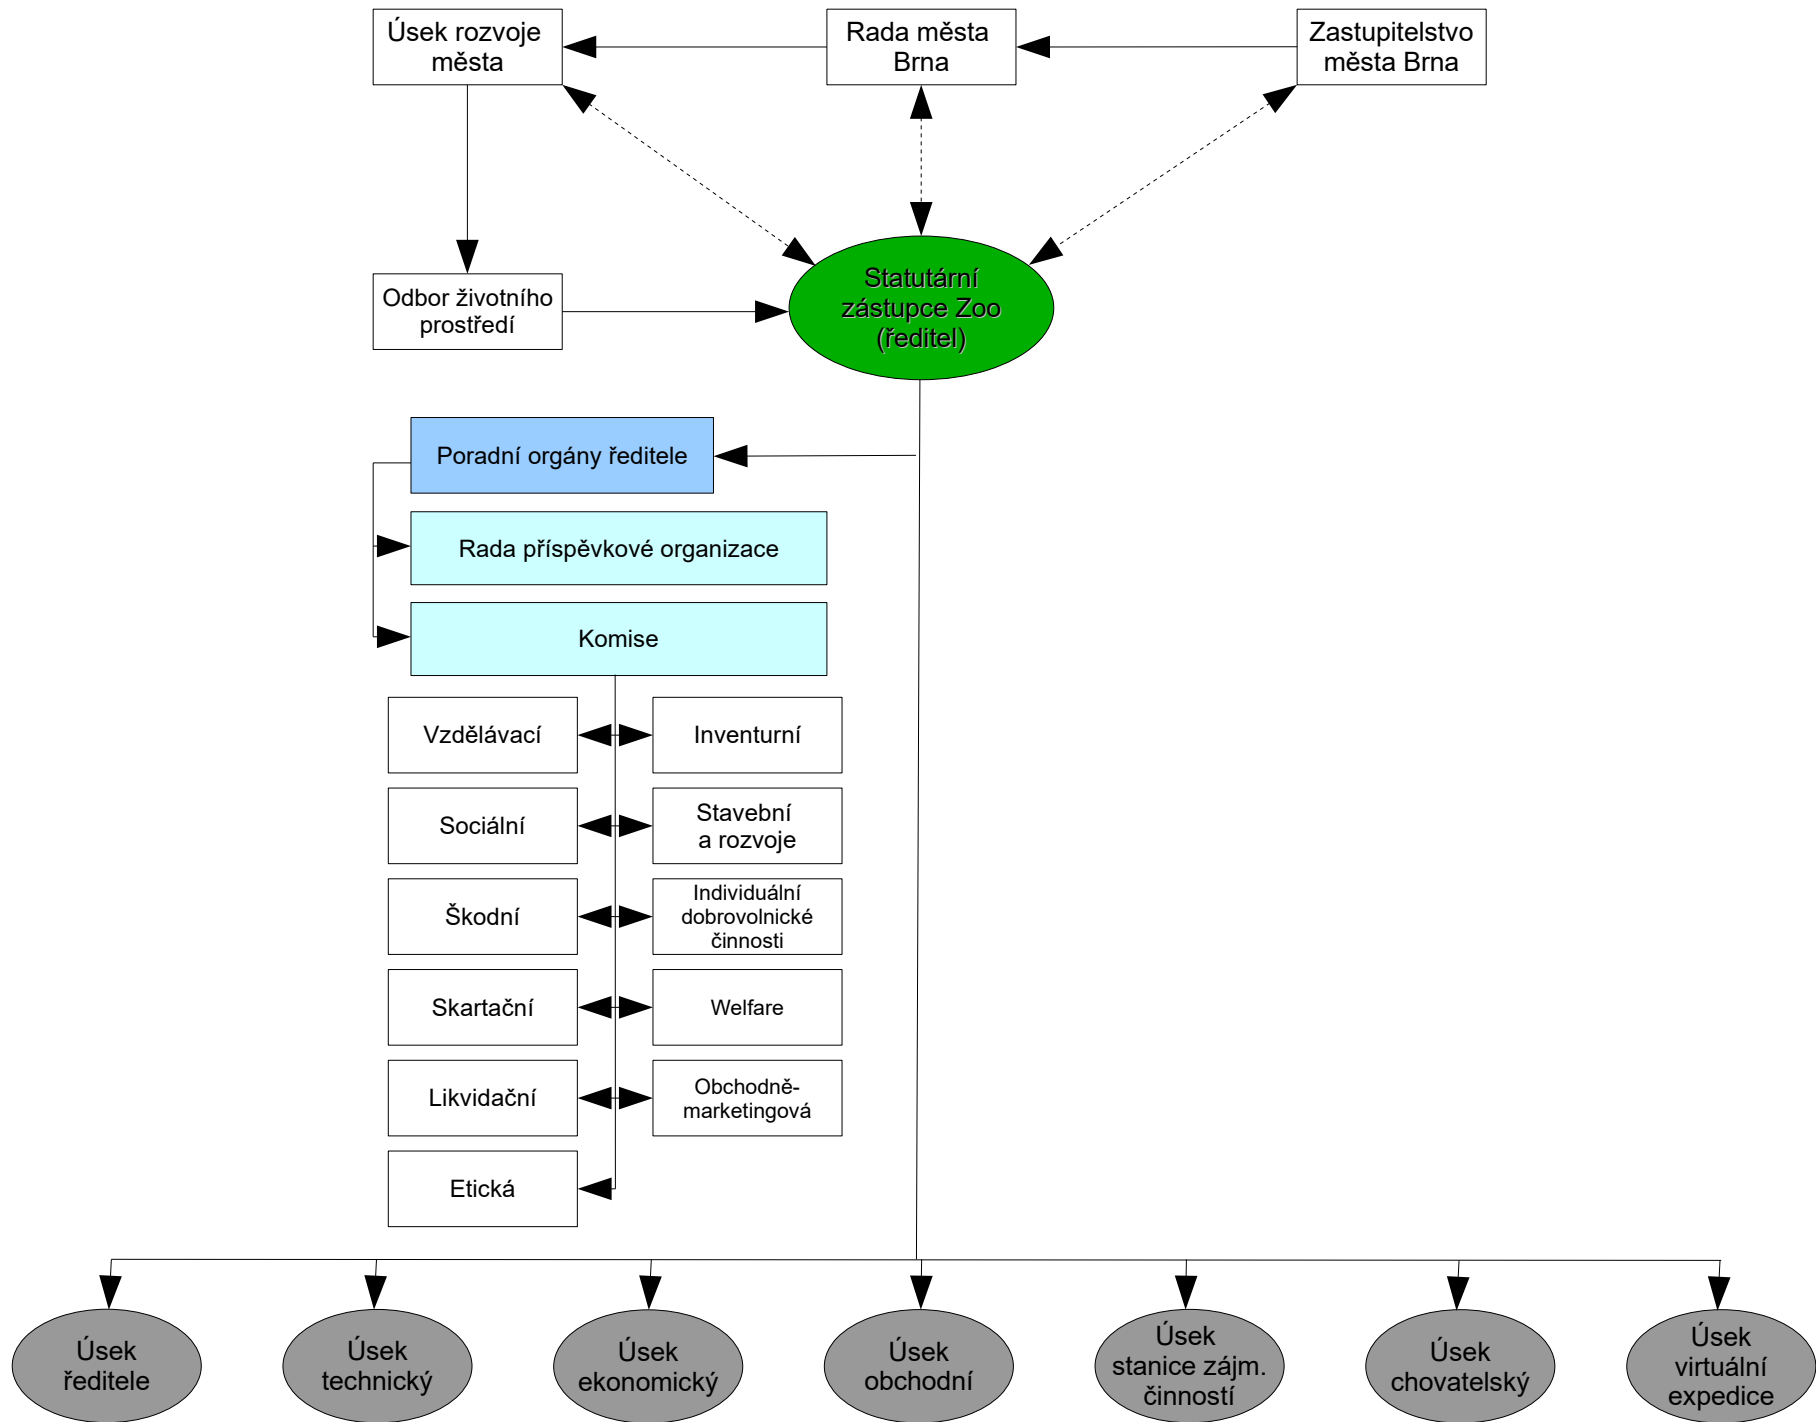 Úsek rozvoje
města
Rada města
Brna
Zastupitelstvo
města Brna
Odbor životního
prostředí
Statutární
zástupce Zoo
(ředitel)
Poradní orgány ředitele
Rada příspěvkové organizace
Komise
Vzdělávací
Inventurní
Sociální
Stavební
a rozvoje
Škodní
Individuální
dobrovolnické
činnosti
Skartační
Welfare
Likvidační
Obchodně-
marketingová
Etická
Úsek
ředitele
Úsek
technický
Úsek
ekonomický
Úsek
obchodní
Úsek
stanice zájm.
činností
Úsek
chovatelský
Úsek
virtuální
expedice